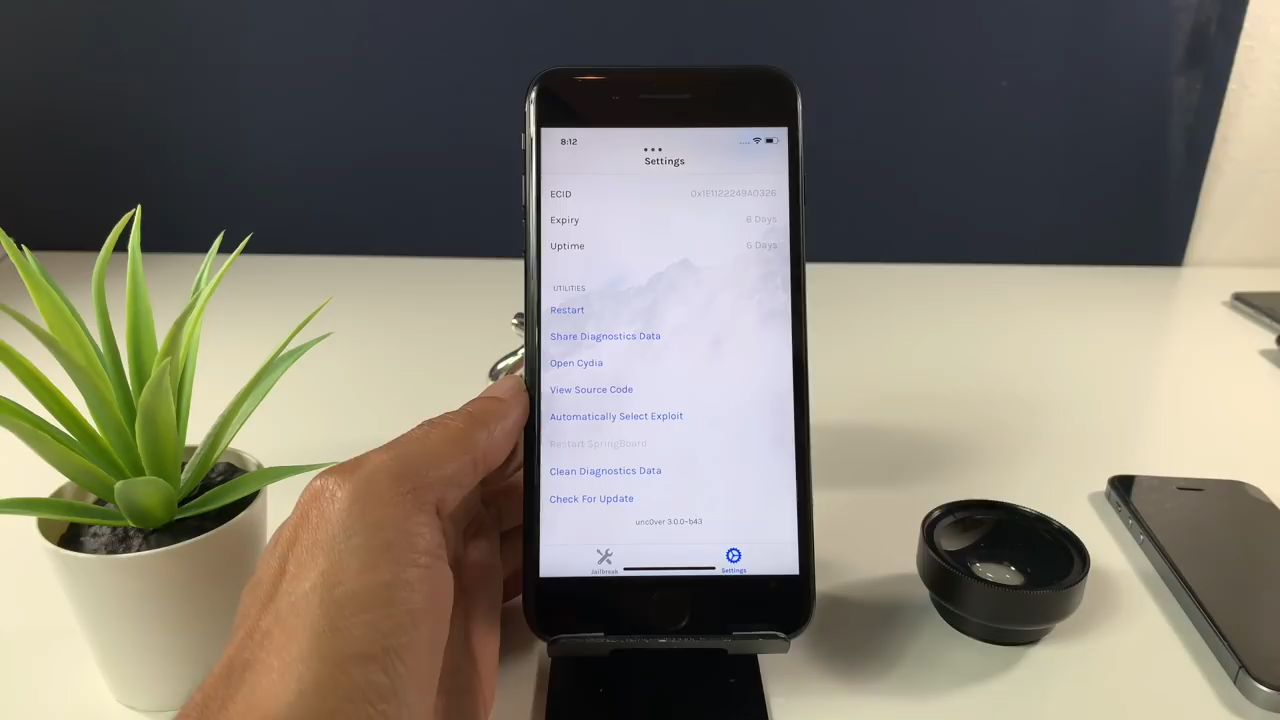 8:12
Settings
ECID 0x1E1122249A0326
Expiry 6 Days
Uptime 6 Days
UTILITIES
Restart
Share Diagnostics Data
Open Cydia
View Source Code
Automatically Select Exploit
Restart SpringBoard
Clean Diagnostics Data
Check For Update
unc0ver 3.0.0~b43
Jailbreak Settings